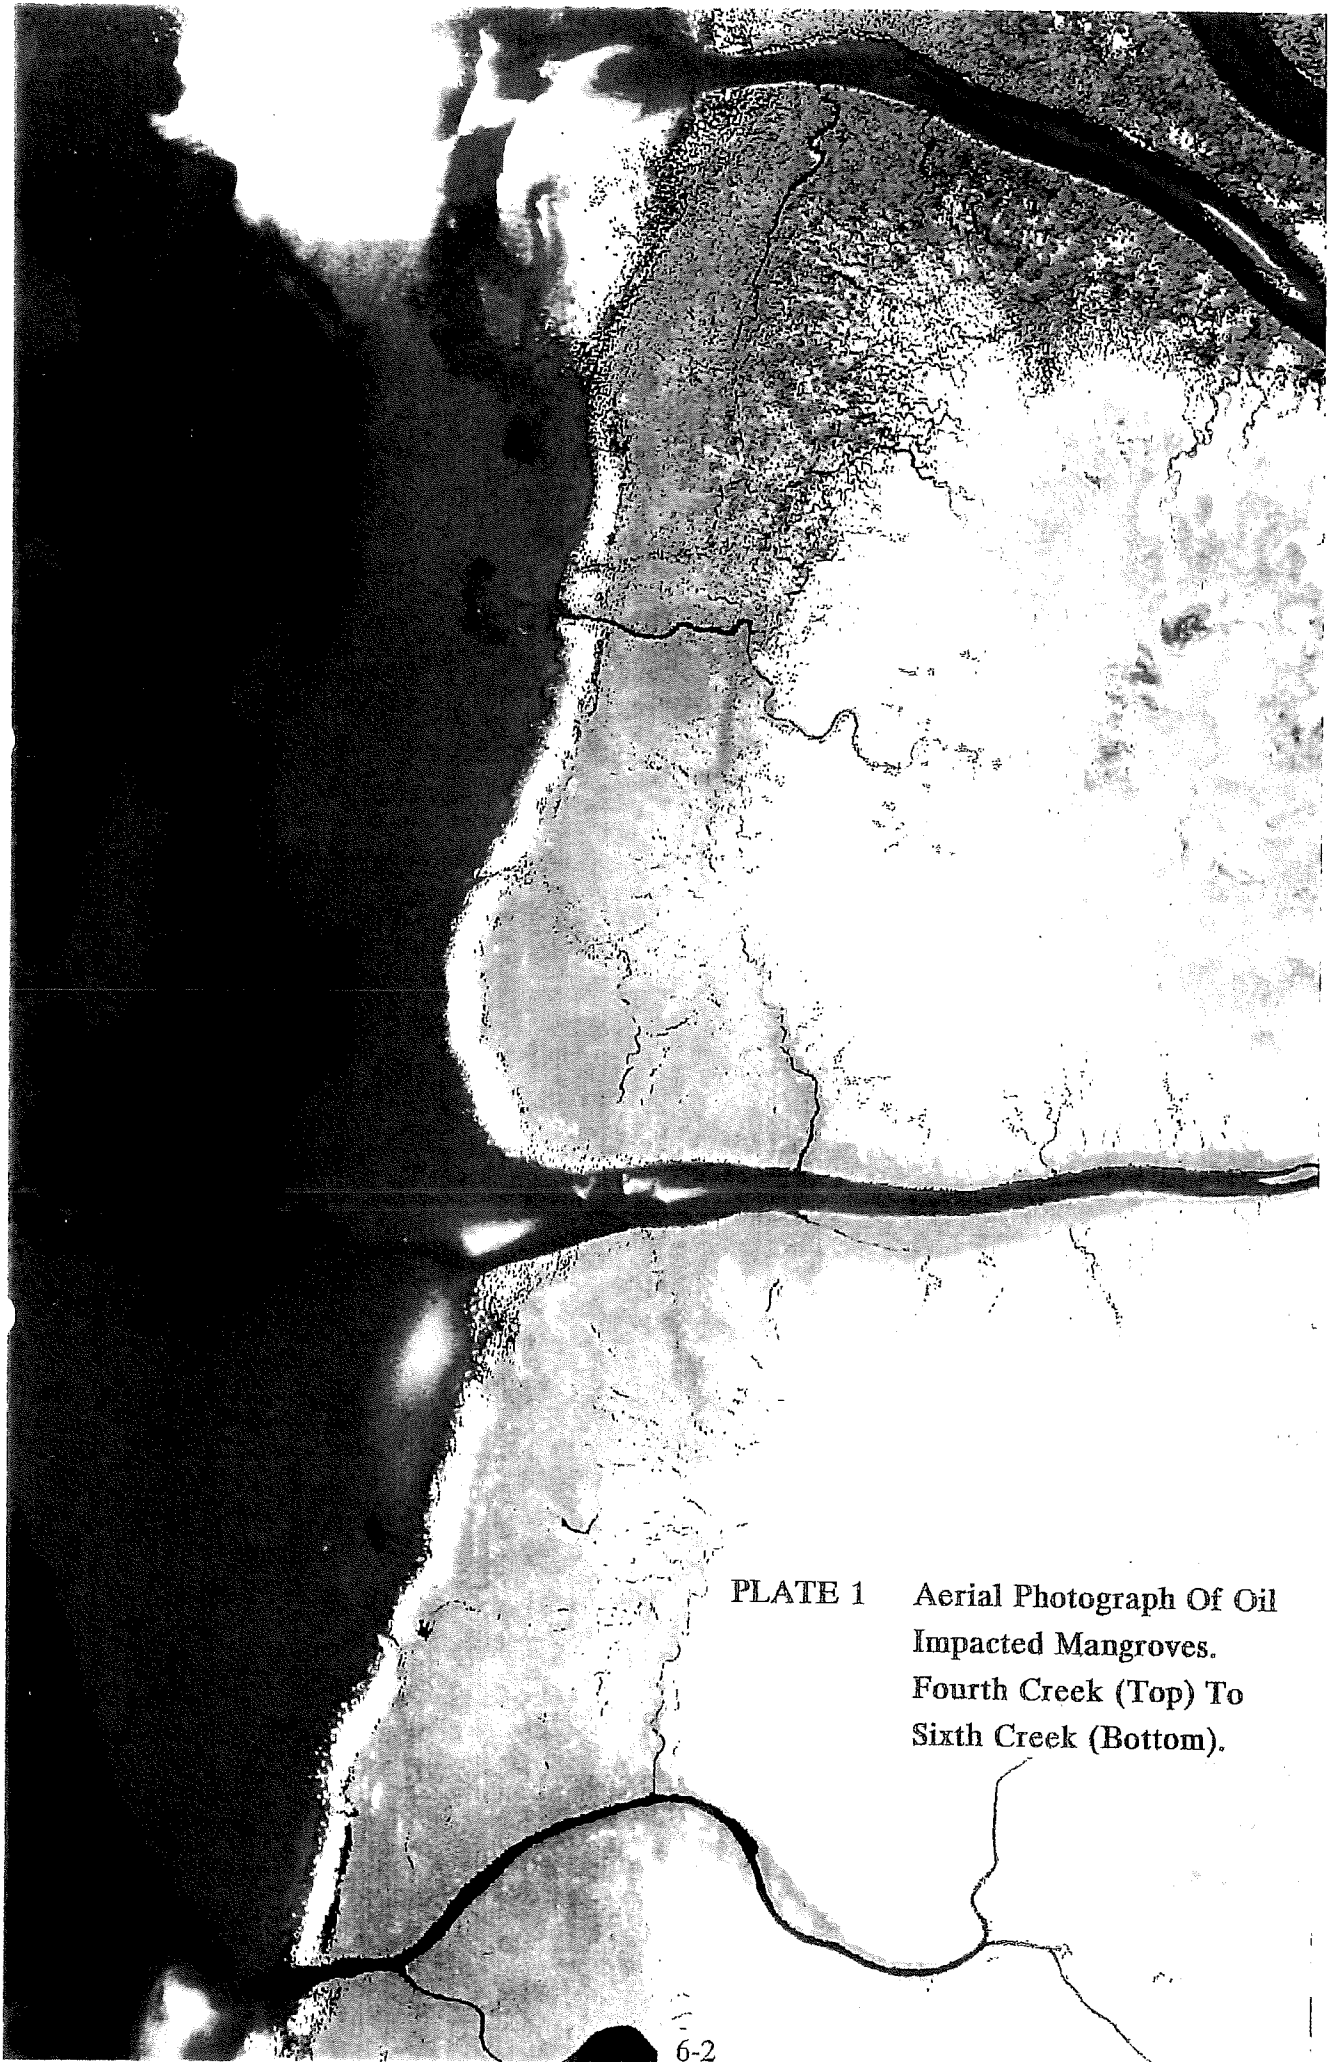 PLATE 1 Aerial Photograph Of Oil
Impacted Mangroves.
Fourth Creek (Top) To
Sixth Creek (Bottom).
6-2